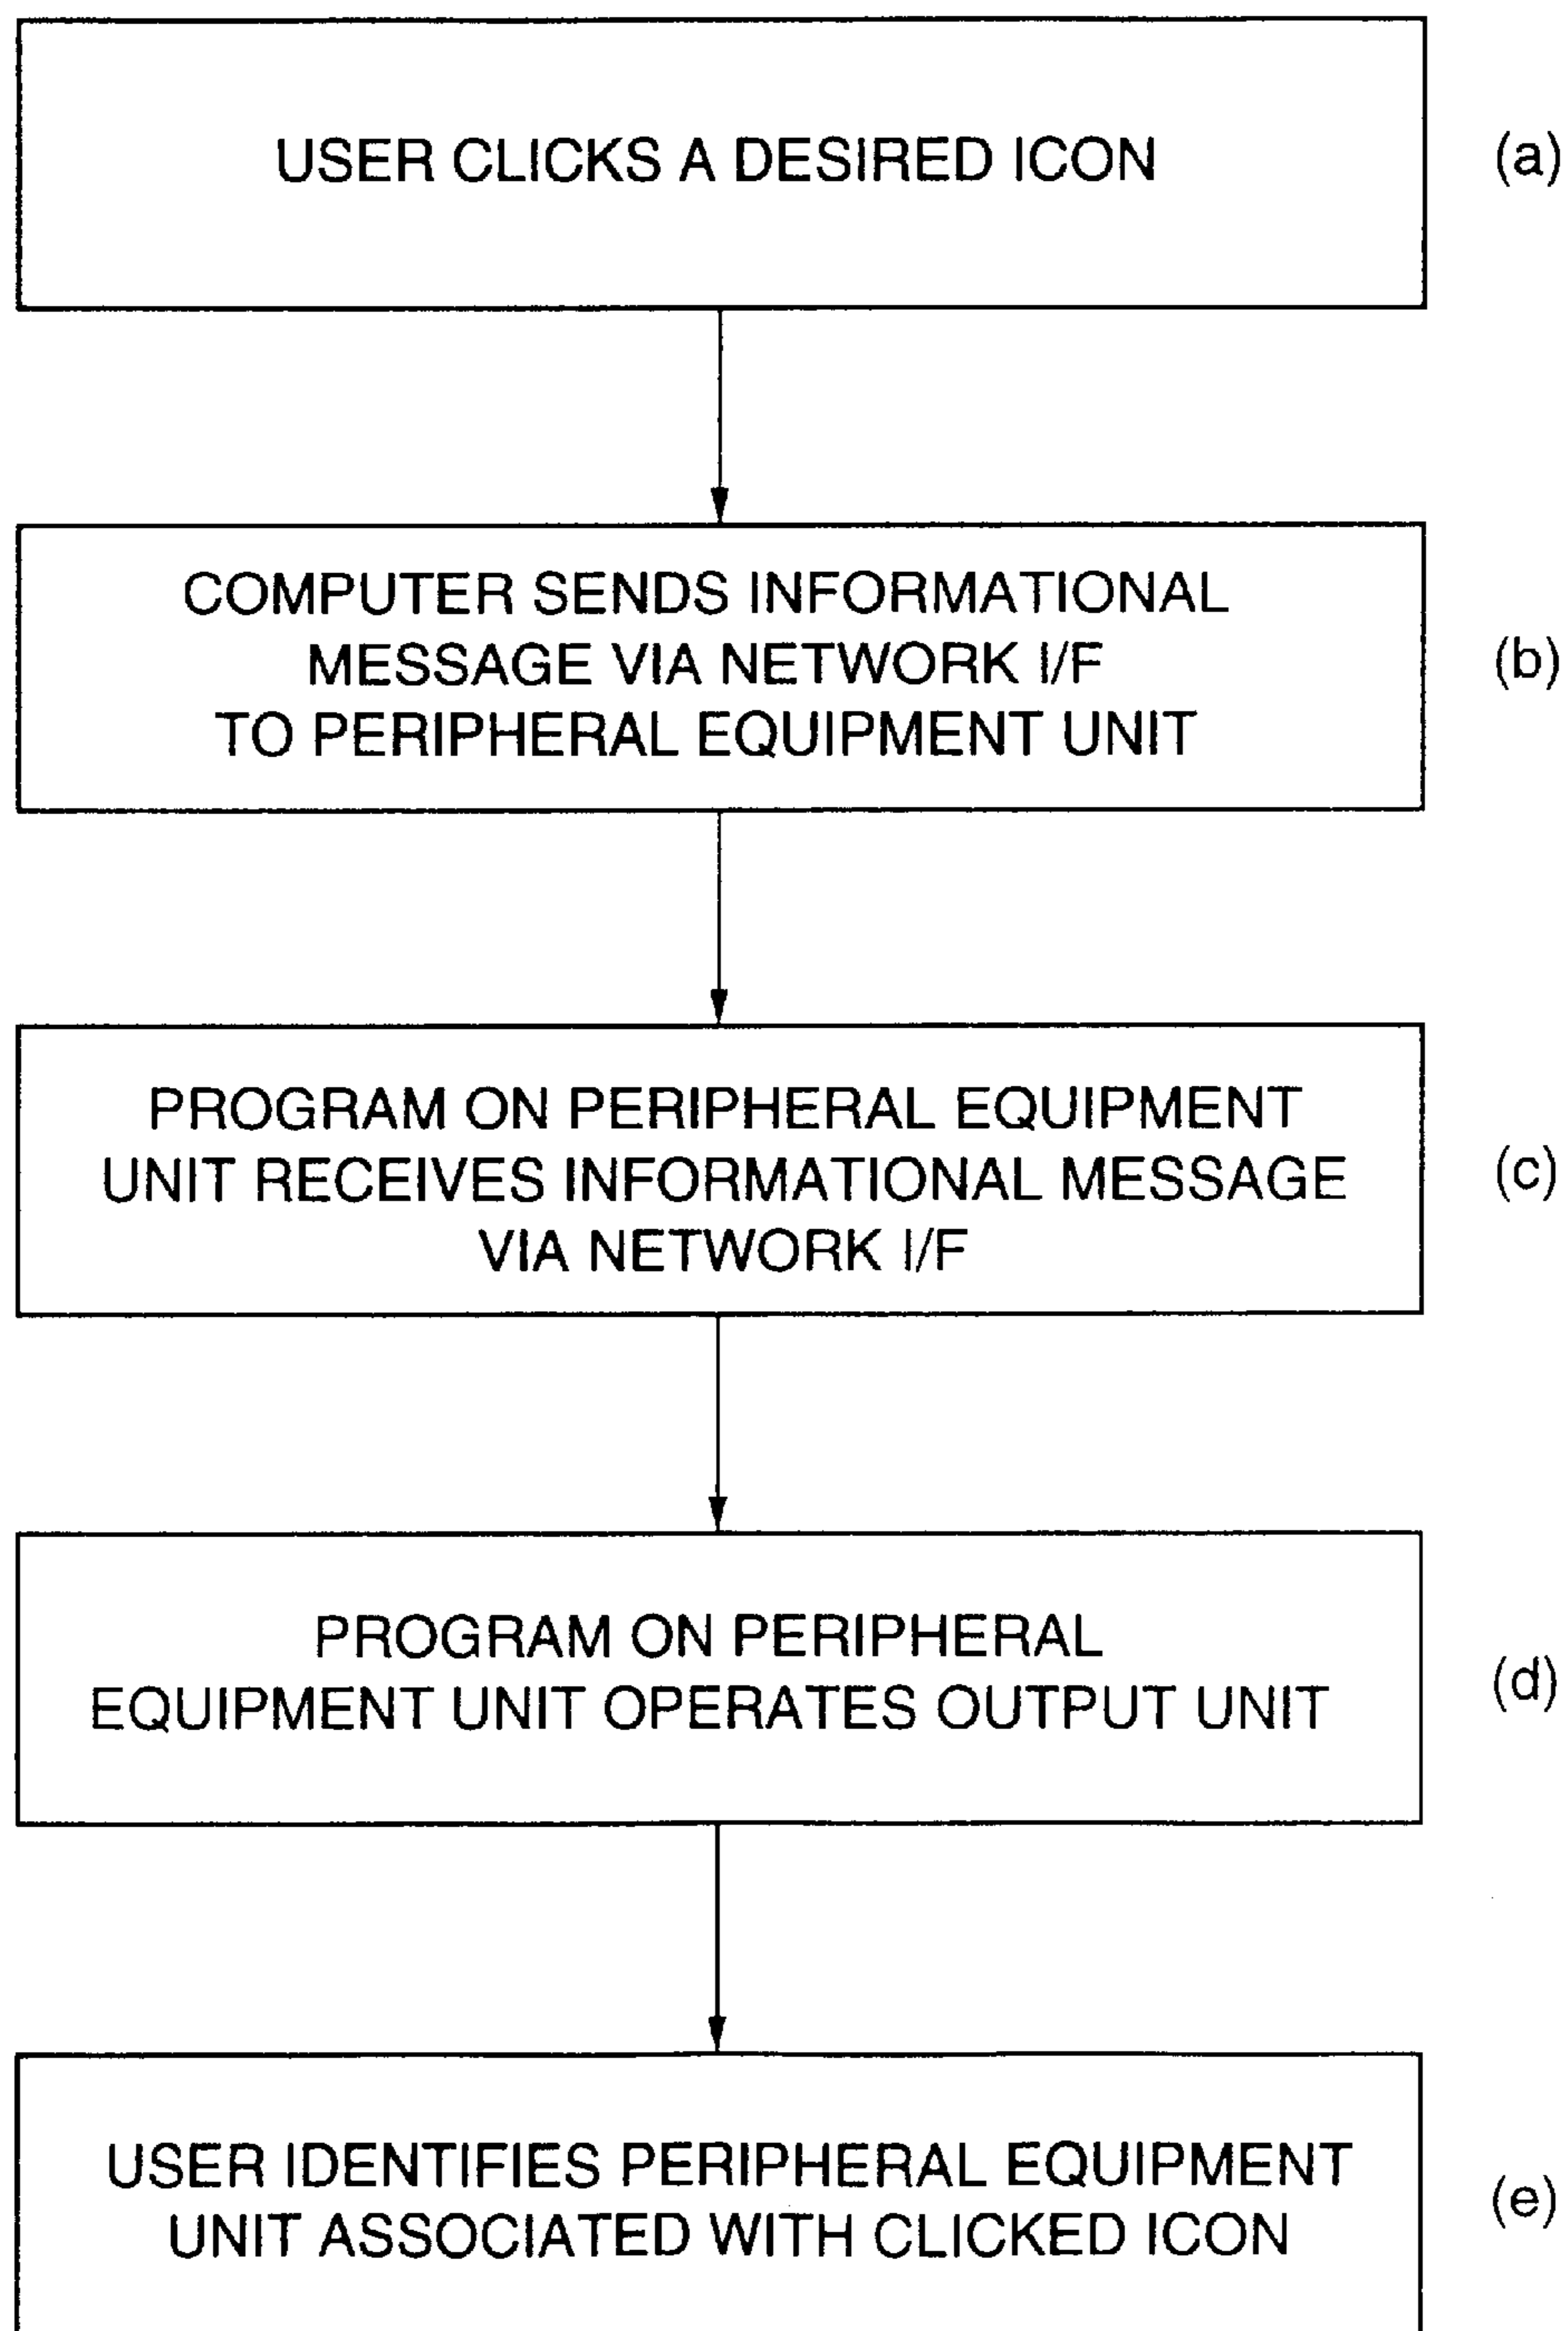 USER CLICKS A DESIRED ICON
(a)
COMPUTER SENDS INFORMATIONAL
MESSAGE VIA NETWORK I/F
TO PERIPHERAL EQUIPMENT UNIT
(b)
PROGRAM ON PERIPHERAL EQUIPMENT
UNIT RECEIVES INFORMATIONAL MESSAGE
VIA NETWORK I/F
(c)
PROGRAM ON PERIPHERAL
EQUIPMENT UNIT OPERATES OUTPUT UNIT
(d)
USER IDENTIFIES PERIPHERAL EQUIPMENT
UNIT ASSOCIATED WITH CLICKED ICON
(e)